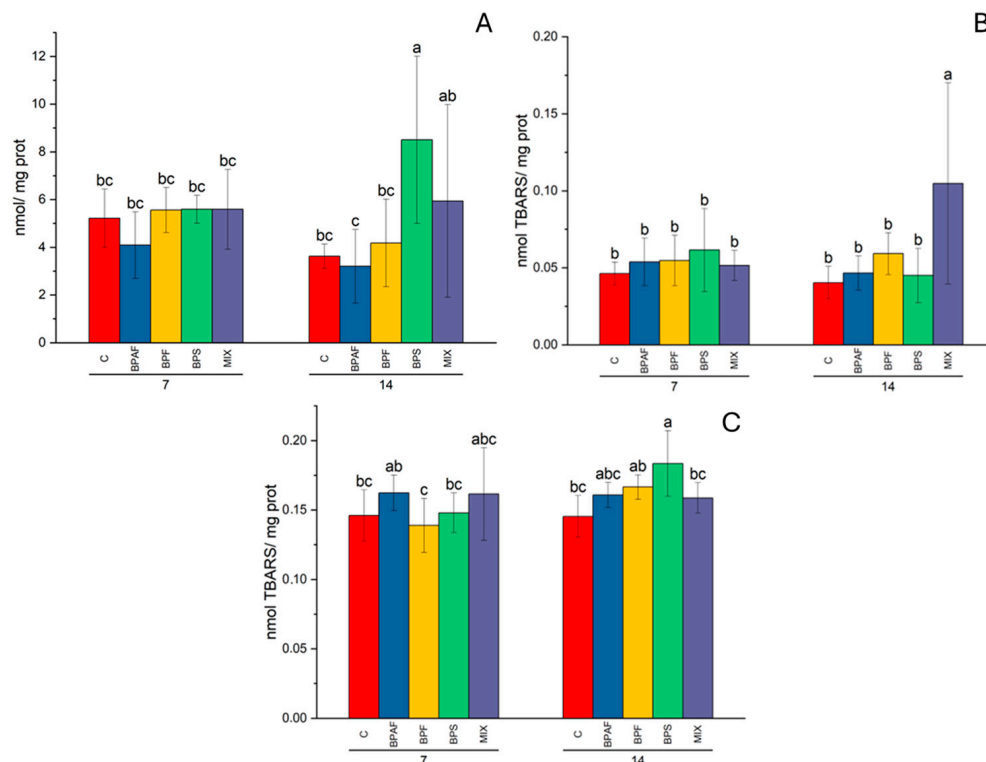 A
nmol/ mg prot
12
10
8
6
4
2
0
bc bc bc bc bc
bc c bc a ab
C BPAF BPF BPS MIX
C BPAF BPF BPS MIX
7 14
B
nmol TBARS/ mg prot
0.20
0.15
0.10
0.05
0.00
b b b b b
b b b b a
C BPAF BPF BPS MIX
C BPAF BPF BPS MIX
7 14
C
nmol TBARS/ mg prot
0.20
0.15
0.10
0.05
0.00
bc ab c bc abc
bc abc ab a bc
C BPAF BPF BPS MIX
C BPAF BPF BPS MIX
7 14